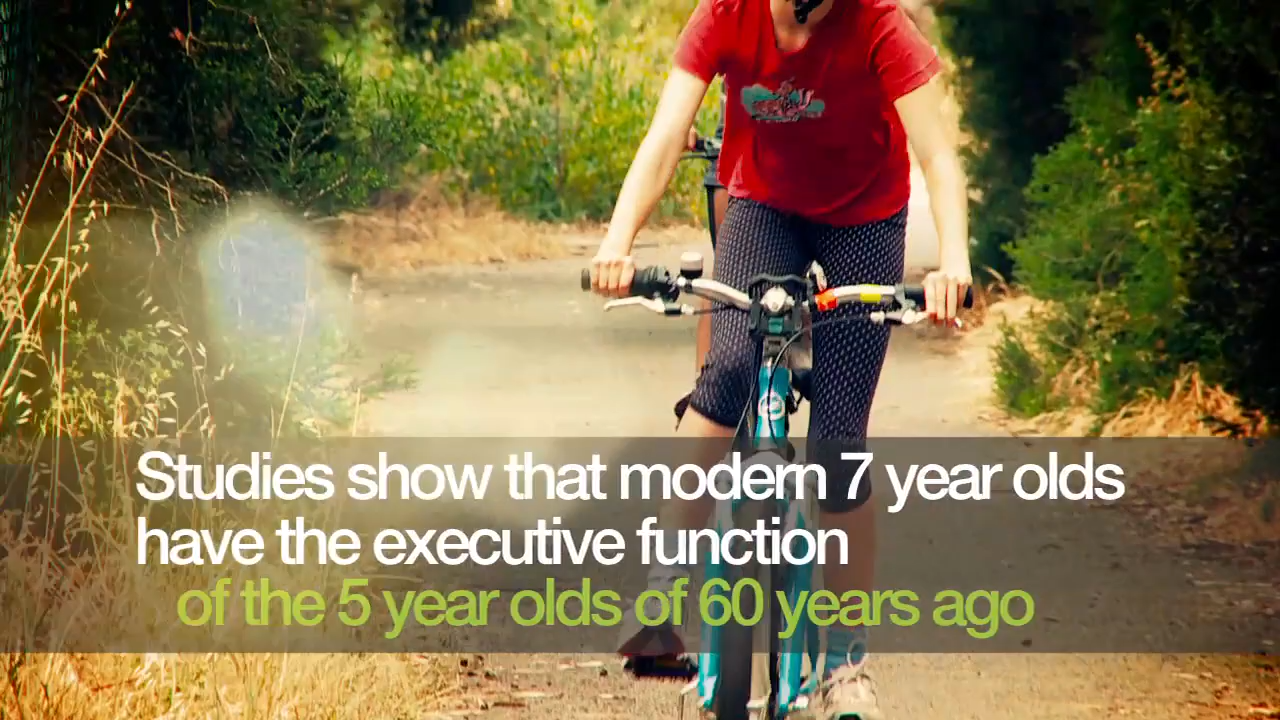 Studies show that modern 7 year olds
have the executive function
of the 5 year olds of 60 years ago